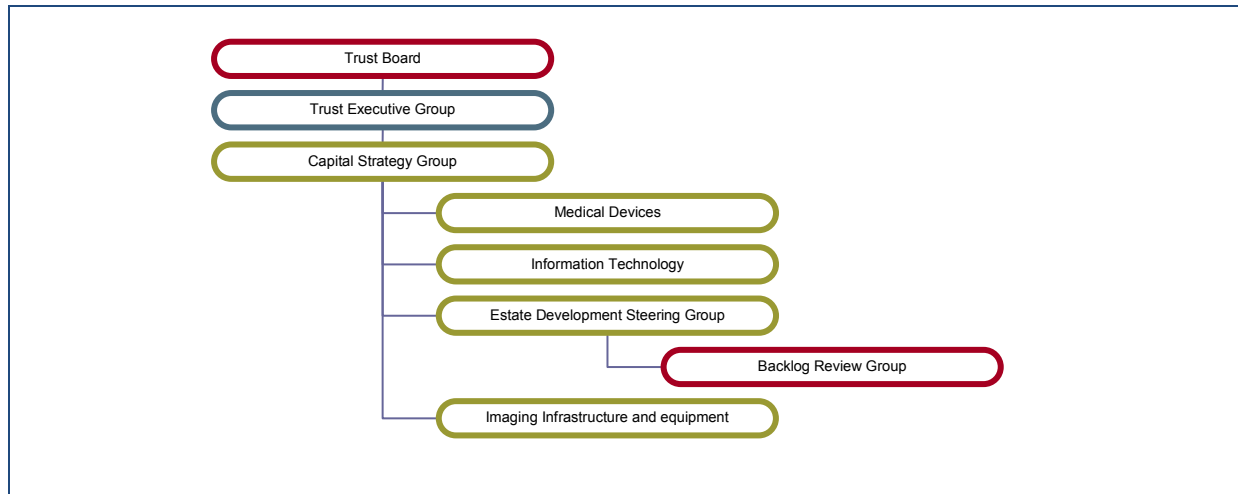 Trust Board
Trust Executive Group
Capital Strategy Group
Medical Devices
Information Technology
Estate Development Steering Group
Backlog Review Group
Imaging Infrastructure and equipment